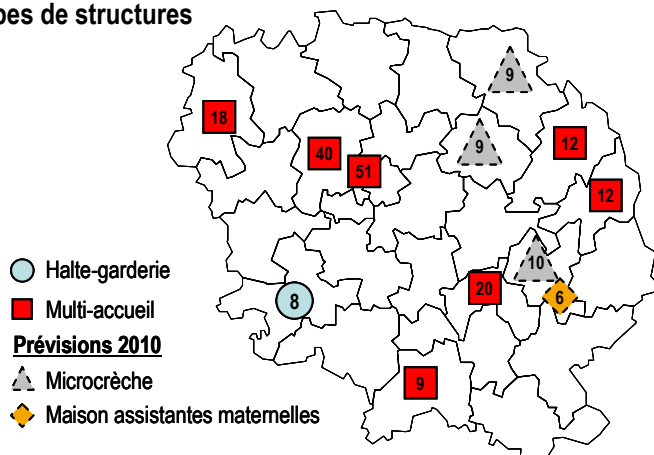 pes de structures
9
18
9
12
40
51
12
10
20
6
8
9
Halte-garderie
Multi-accueil
Prévisions 2010
Microcrèche
Maison assistantes maternelles